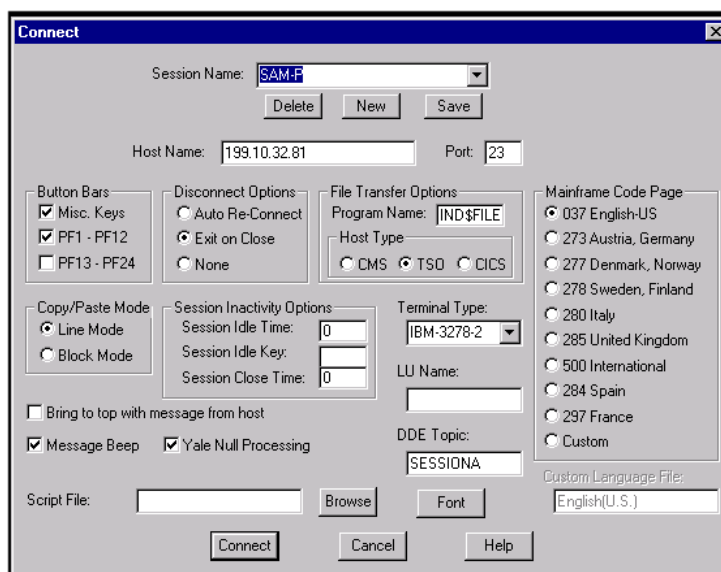 Connect
Session Name: SAM-P
Delete New Save
Host Name: 199.10.32.81 Port: 23
Button Bars
Misc. Keys
PF1 - PF12
PF13 - PF24
Disconnect Options
Auto Re-Connect
Exit on Close
None
File Transfer Options
Program Name: IND$FILE
Host Type
CMS TSO CICS
Mainframe Code Page
037 English-US
273 Austria, Germany
277 Denmark, Norway
278 Sweden, Finland
280 Italy
285 United Kingdom
500 International
284 Spain
297 France
Custom
Copy/Paste Mode
Line Mode
Block Mode
Session Inactivity Options
Session Idle Time: 0
Session Idle Key:
Session Close Time: 0
Terminal Type:
IBM-3278-2
LU Name:
Bring to top with message from host
Message Beep Yale Null Processing
DDE Topic:
SESSIONA
Custom Language File:
English(U.S.)
Script File: Browse Font
Connect Cancel Help